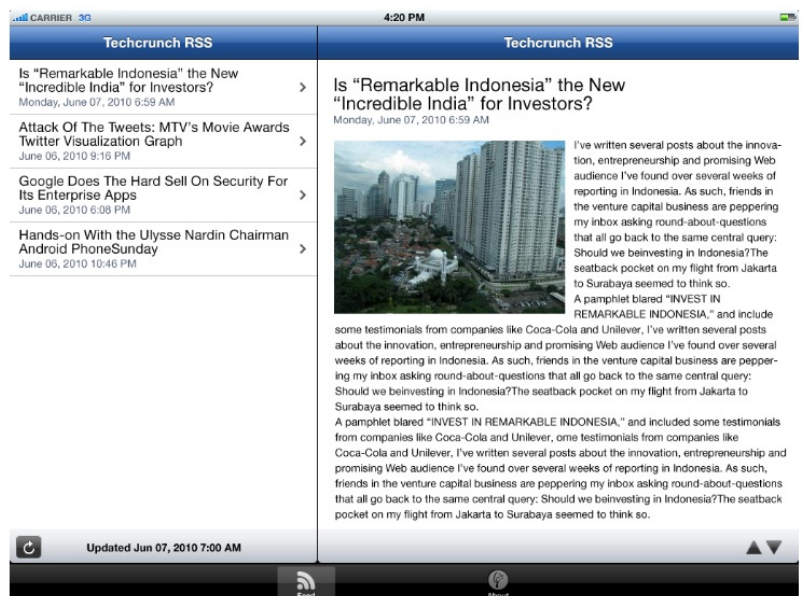 CARRIER 3G
4:20 PM
Techcrunch RSS
Is “Remarkable Indonesia” the New
“Incredible India” for Investors?
Monday, June 07, 2010 6:59 AM
Attack Of The Tweets: MTV’s Movie Awards
Twitter Visualization Graph
June 06, 2010 9:16 PM
Google Does The Hard Sell On Security For
Its Enterprise Apps
June 06, 2010 6:08 PM
Hands-on With the Ulysse Nardin Chairman
Android PhoneSunday
June 06, 2010 10:46 PM
Updated Jun 07, 2010 7:00 AM
Techcrunch RSS
Is “Remarkable Indonesia” the New
“Incredible India” for Investors?
Monday, June 07, 2010 6:59 AM
I’ve written several posts about the innova-
tion, entrepreneurship and promising Web
audience I’ve found over several weeks of
reporting in Indonesia. As such, friends in
the venture capital business are peppering
my inbox asking round-about-questions
that all go back to the same central query:
Should we beinvesting in Indonesia?The
seatback pocket on my flight from Jakarta
to Surabaya seemed to think so.
A pamphlet blared “INVEST IN
REMARKABLE INDONESIA,” and include
some testimonials from companies like Coca-Cola and Unilever, I’ve written several posts
about the innovation, entrepreneurship and promising Web audience I’ve found over several
weeks of reporting in Indonesia. As such, friends in the venture capital business are pepper-
ing my inbox asking round-about-questions that all go back to the same central query:
Should we beinvesting in Indonesia?The seatback pocket on my flight from Jakarta to
Surabaya seemed to think so.
A pamphlet blared “INVEST IN REMARKABLE INDONESIA,” and included some testimonials
from companies like Coca-Cola and Unilever, ome testimonials from companies like
Coca-Cola and Unilever, I’ve written several posts about the innovation, entrepreneurship and
promising Web audience I’ve found over several weeks of reporting in Indonesia. As such,
friends in the venture capital business are peppering my inbox asking round-about-questions
that all go back to the same central query: Should we beinvesting in Indonesia?The seatback
pocket on my flight from Jakarta to Surabaya seemed to think so.
Feed
About